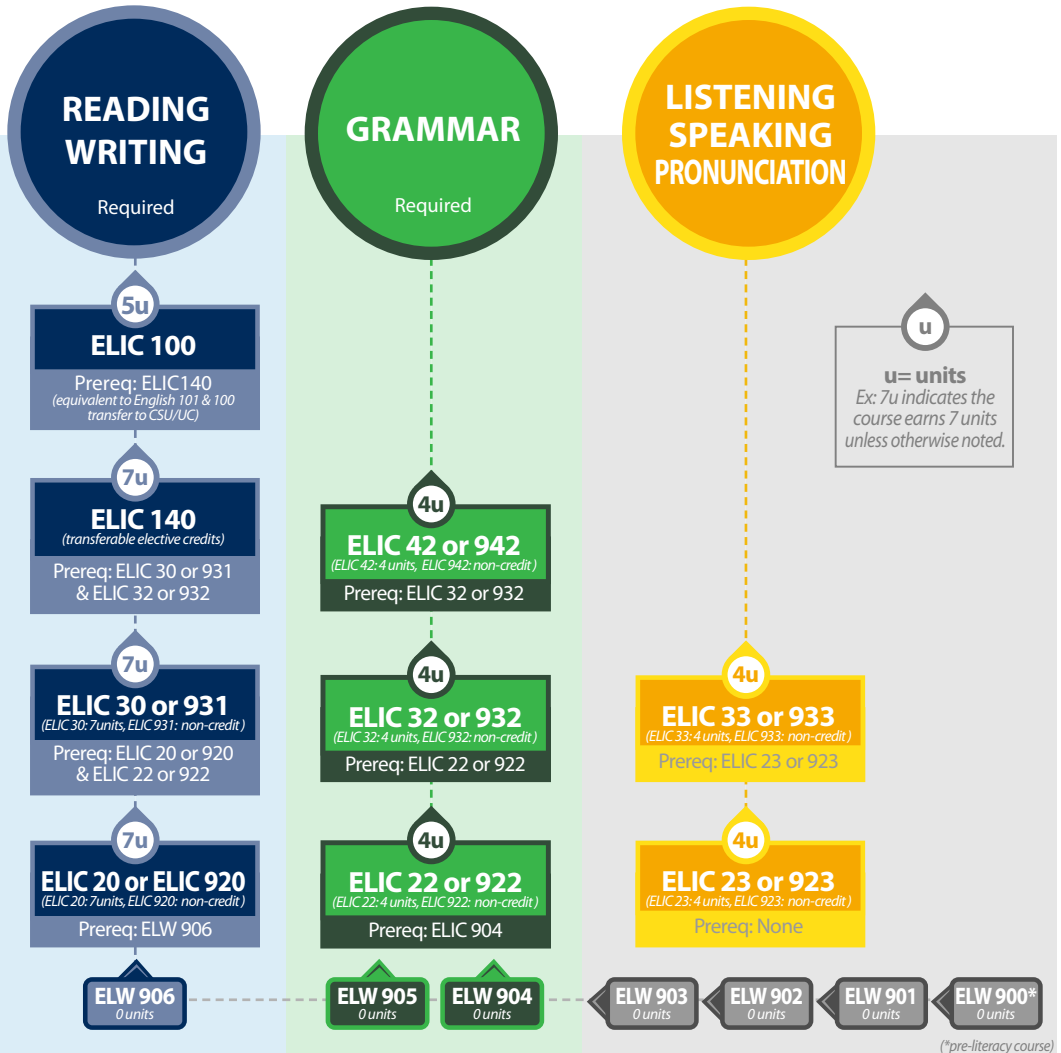 READING
WRITING
Required
5u
ELIC 100
Prereq: ELIC140
(equivalent to English 101 & 100
transfer to CSU/UC)
7u
ELIC 140
(transferable elective credits)
Prereq: ELIC 30 or 931
& ELIC 32 or 932
7u
ELIC 30 or 931
(ELIC 30: 7units, ELIC 931: non-credit )
Prereq: ELIC 20 or 920
& ELIC 22 or 922
7u
ELIC 20 or ELIC 920
(ELIC 20: 7units, ELIC 920: non-credit )
Prereq: ELW 906
ELW 906
0 units
GRAMMAR
Required
4u
ELIC 42 or 942
(ELIC 42: 4 units, ELIC 942: non-credit )
Prereq: ELIC 32 or 932
4u
ELIC 32 or 932
(ELIC 32: 4 units, ELIC 932: non-credit )
Prereq: ELIC 22 or 922
4u
ELIC 22 or 922
(ELIC 22: 4 units, ELIC 922: non-credit )
Prereq: ELIC 904
ELW 905
0 units
ELW 904
0 units
LISTENING
SPEAKING
PRONUNCIATION
4u
ELIC 33 or 933
(ELIC 33: 4 units, ELIC 933: non-credit )
Prereq: ELIC 23 or 923
4u
ELIC 23 or 923
(ELIC 23: 4 units, ELIC 923: non-credit )
Prereq: None
u
u= units
Ex: 7u indicates the
course earns 7 units
unless otherwise noted.
ELW 903
0 units
ELW 902
0 units
ELW 901
0 units
ELW 900*
0 units
(*pre-literacy course)